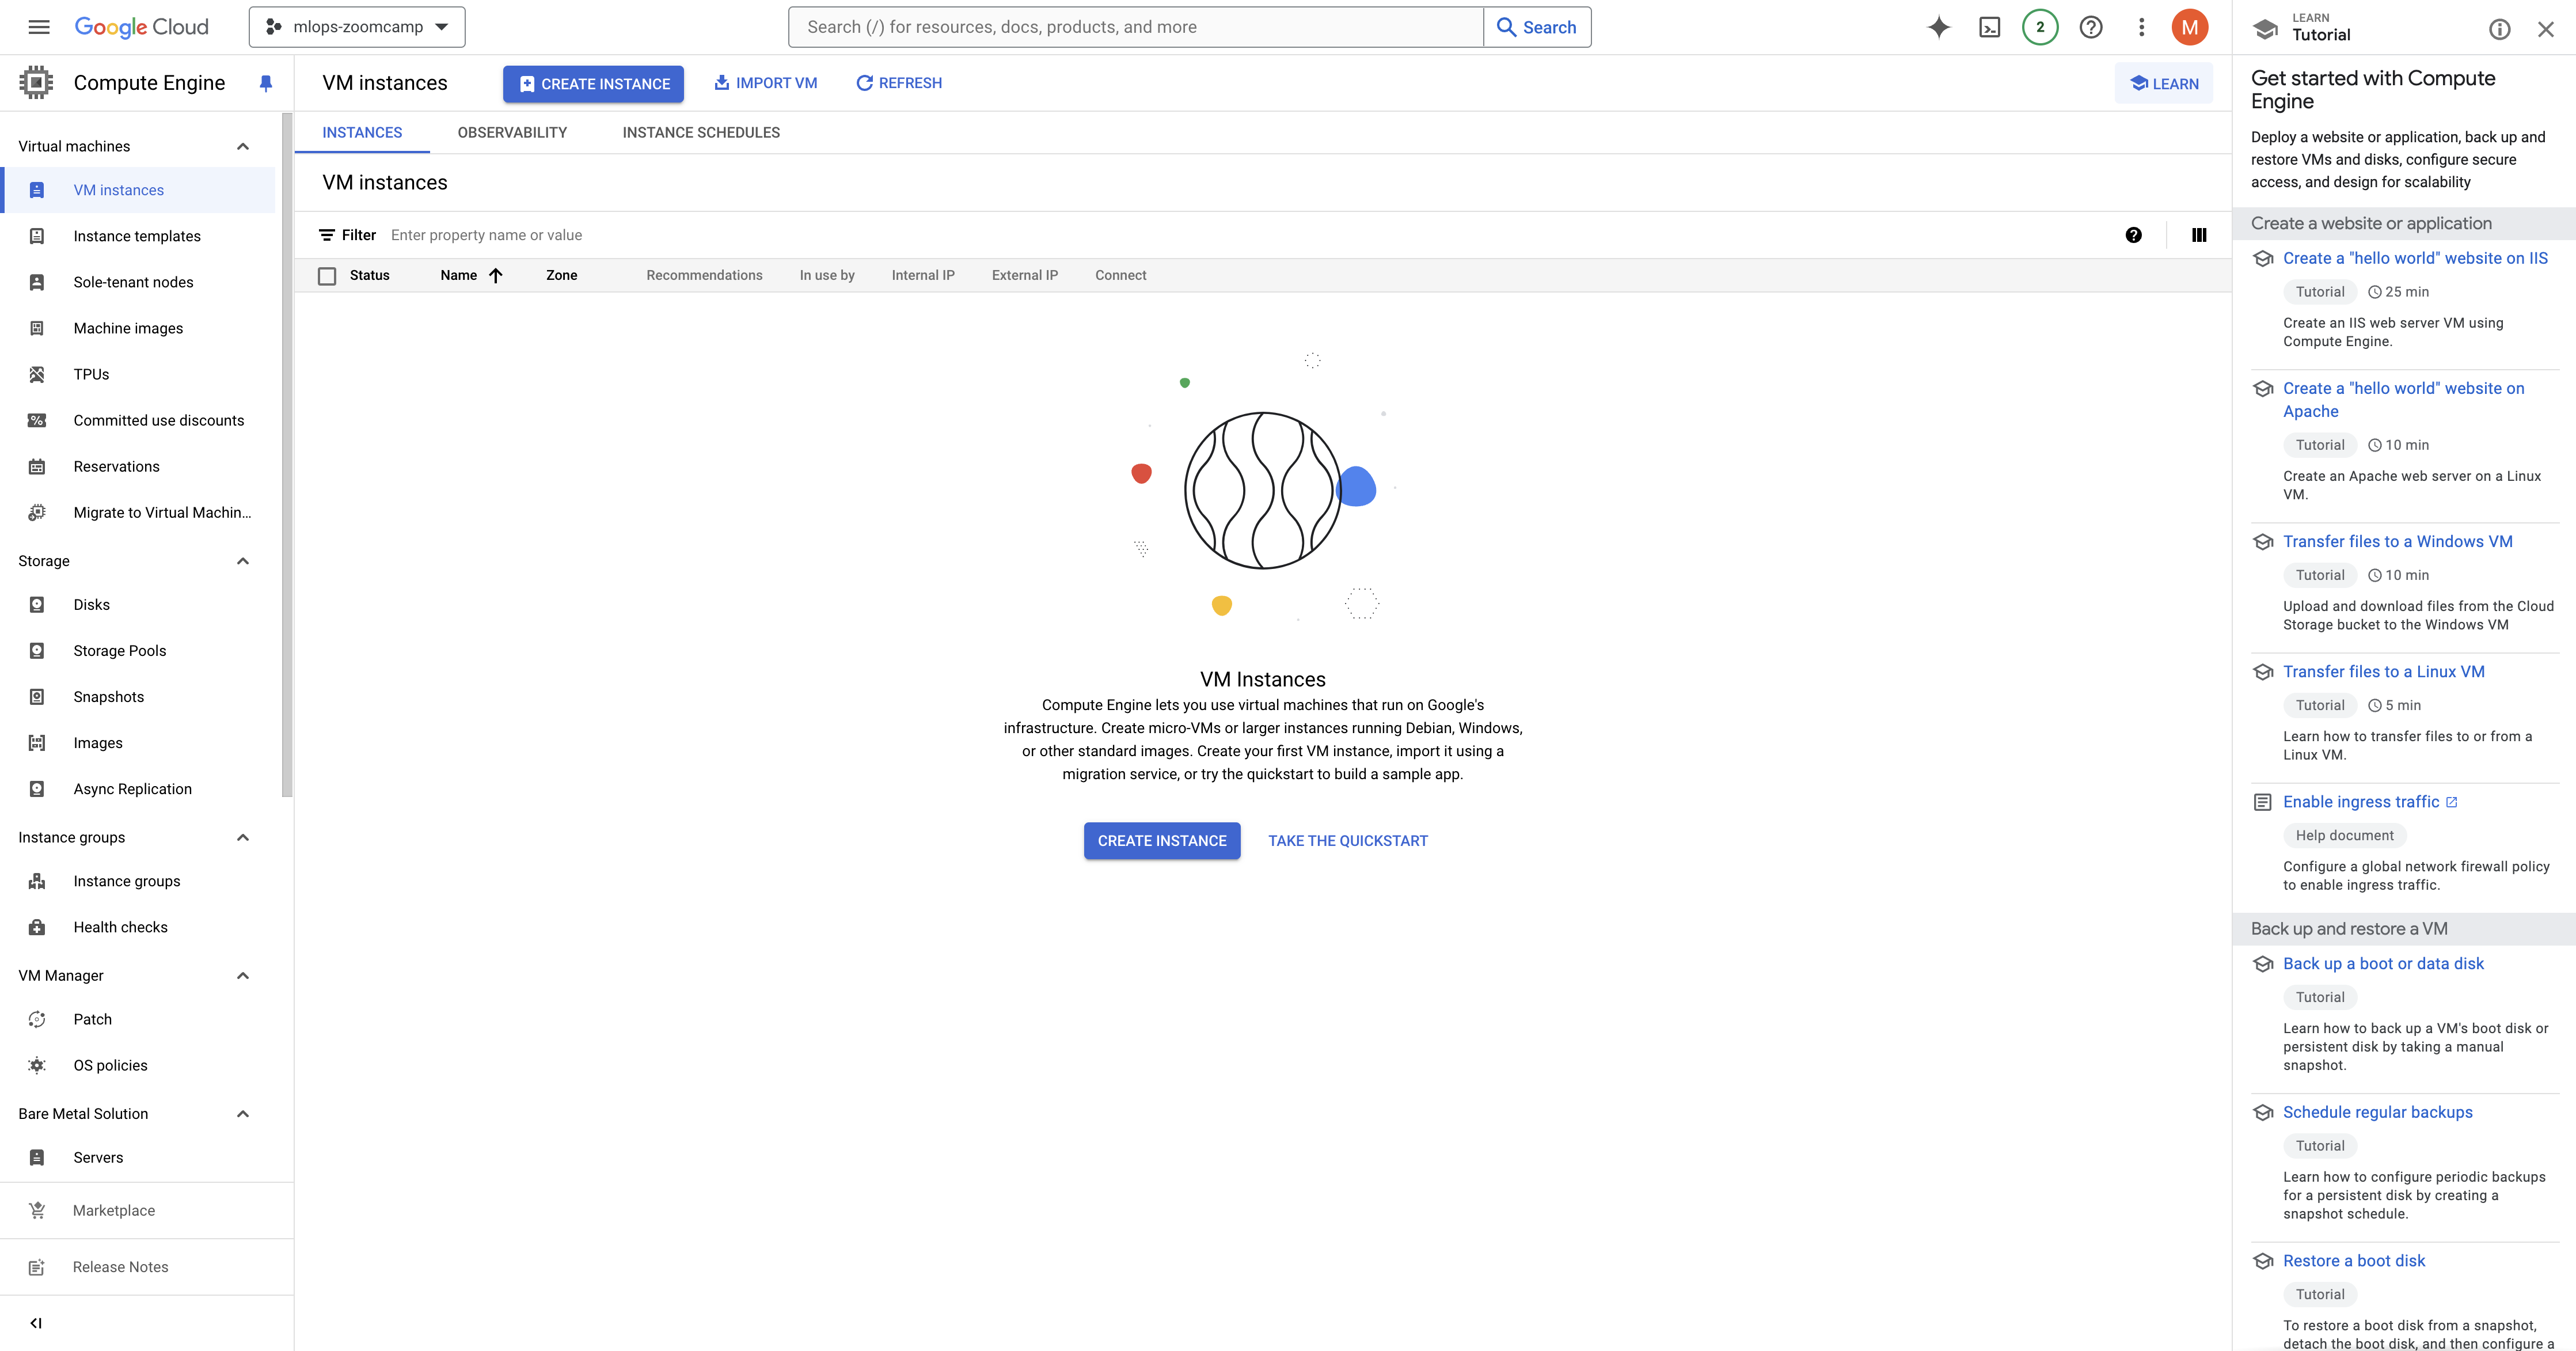 Google Cloud
mlops-zoomcamp
Search (/) for resources, docs, products, and more
Search
2
M
Compute Engine
Virtual machines
VM instances
Instance templates
Sole-tenant nodes
Machine images
TPUs
Committed use discounts
Reservations
Migrate to Virtual Machin...
Storage
Disks
Storage Pools
Snapshots
Images
Async Replication
Instance groups
Instance groups
Health checks
VM Manager
Patch
OS policies
Bare Metal Solution
Servers
Marketplace
Release Notes
VM instances
CREATE INSTANCE
IMPORT VM
REFRESH
LEARN
INSTANCES
OBSERVABILITY
INSTANCE SCHEDULES
VM instances
Filter Enter property name or value
Status Name Zone Recommendations In use by Internal IP External IP Connect
VM Instances
Compute Engine lets you use virtual machines that run on Google's
infrastructure. Create micro-VMs or larger instances running Debian, Windows,
or other standard images. Create your first VM instance, import it using a
migration service, or try the quickstart to build a sample app.
CREATE INSTANCE
TAKE THE QUICKSTART
LEARN
Tutorial
Get started with Compute
Engine
Deploy a website or application, back up and
restore VMs and disks, configure secure
access, and design for scalability
Create a website or application
Create a "hello world" website on IIS
Tutorial 25 min
Create an IIS web server VM using
Compute Engine.
Create a "hello world" website on
Apache
Tutorial 10 min
Create an Apache web server on a Linux
VM.
Transfer files to a Windows VM
Tutorial 10 min
Upload and download files from the Cloud
Storage bucket to the Windows VM
Transfer files to a Linux VM
Tutorial 5 min
Learn how to transfer files to or from a
Linux VM.
Enable ingress traffic
Help document
Configure a global network firewall policy
to enable ingress traffic.
Back up and restore a VM
Back up a boot or data disk
Tutorial
Learn how to back up a VM's boot disk or
persistent disk by taking a manual
snapshot.
Schedule regular backups
Tutorial
Learn how to configure periodic backups
for a persistent disk by creating a
snapshot schedule.
Restore a boot disk
Tutorial
To restore a boot disk from a snapshot,
detach the boot disk, and then configure a